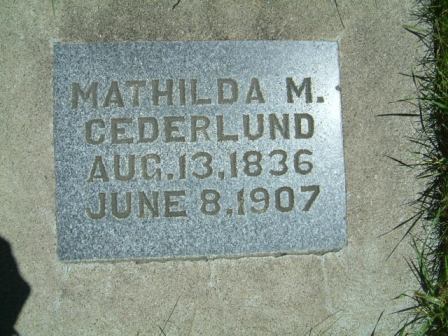 MATHILDA M.
CEDERLUND
AUG. 13, 1836
JUNE 8, 1907